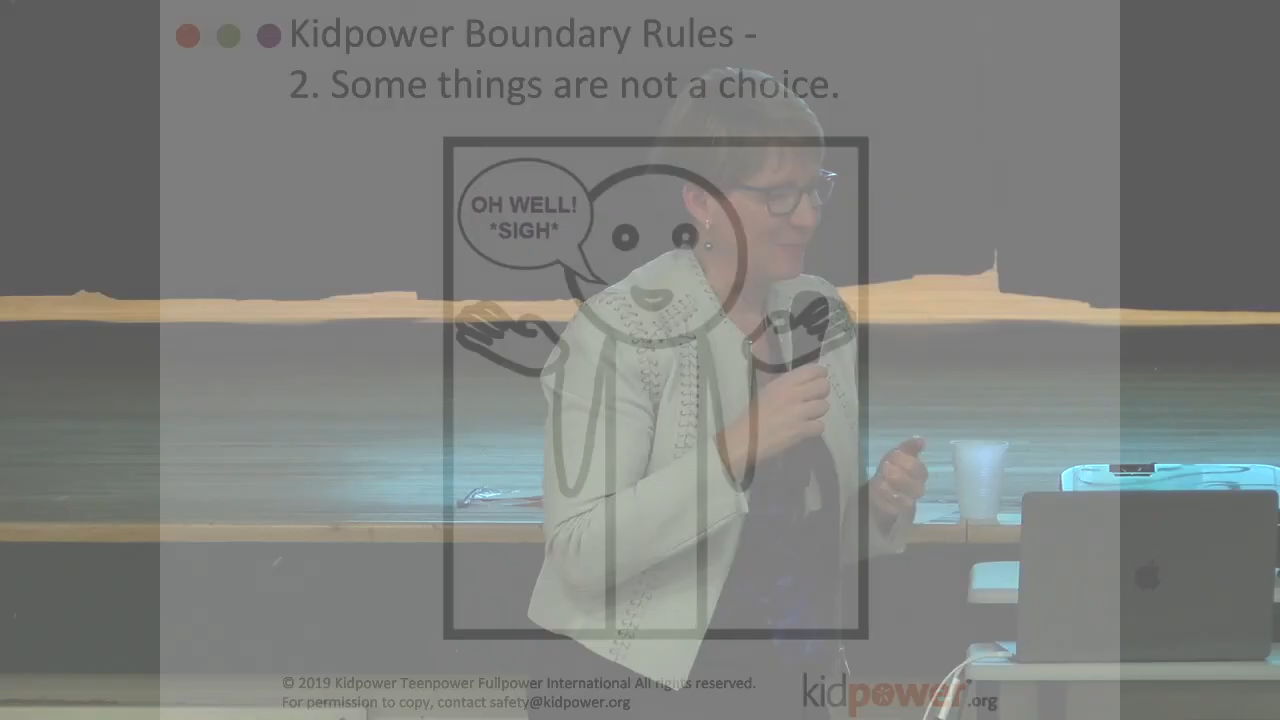 Kidpower Boundary Rules -
2. Some things are not a choice.
OH WELL!
*SIGH*
© 2019 Kidpower Teenpower Fullpower International All rights reserved.
For permission to copy, contact safety@kidpower.org
kidpower.org